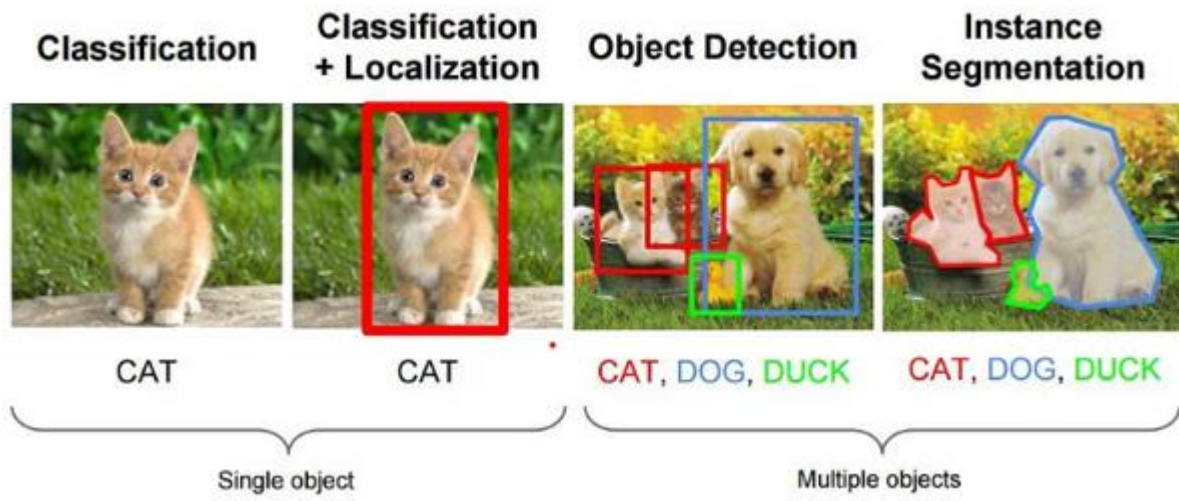 Classification
Classification
+ Localization
Object Detection
Instance
Segmentation
CAT
CAT
CAT, DOG, DUCK
CAT, DOG, DUCK
Single object
Multiple objects